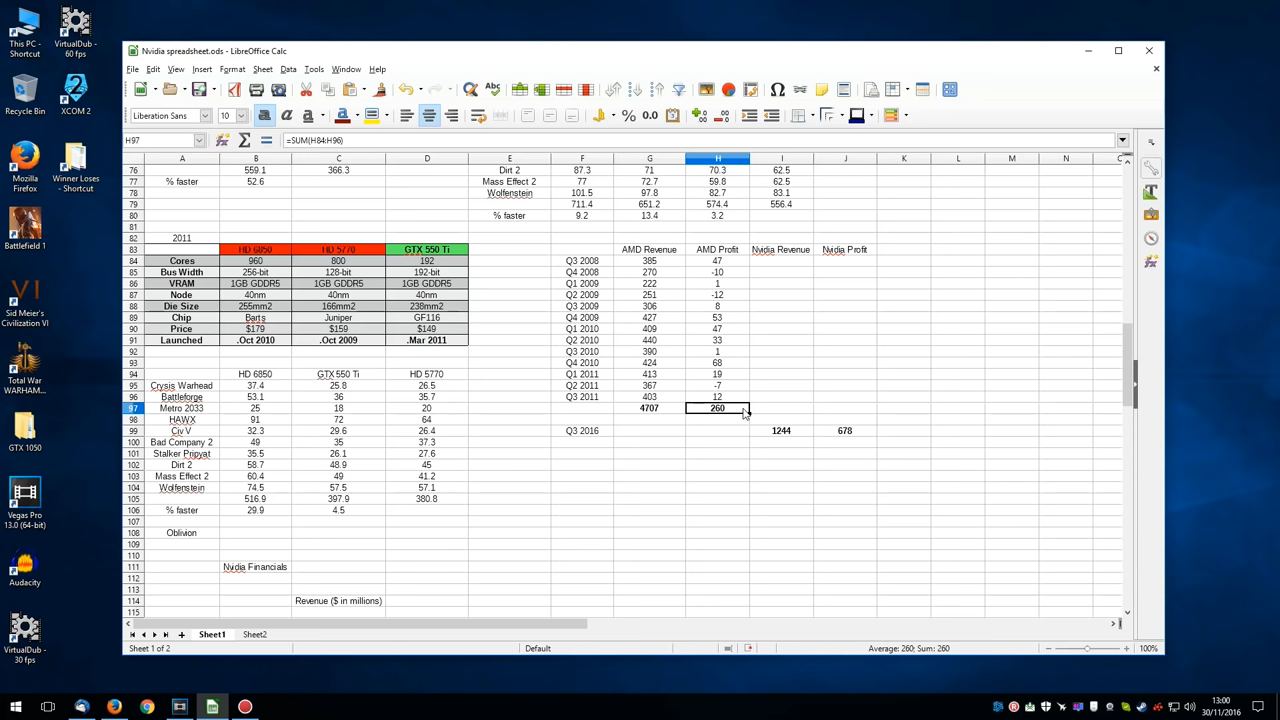 This PC - Shortcut
VirtualDub - 60 fps
Recycle Bin
XCOM 2
Mozilla Firefox
Winner Loses - Shortcut
Battlefield 1
Sid Meier's Civilization VI
Total War WARHAM...
GTX 1050
Vegas Pro 13.0 (64-bit)
Audacity
VirtualDub - 30 fps
Nvidia spreadsheet.ods - LibreOffice Calc
File Edit View Insert Format Sheet Data Tools Window Help
Liberation Sans 10
H97 =SUM(H84:H96)
A B C D E F G H I J K L M N
76 559.1 366.3 Dirt 2 87.3 71 70.3 62.5
77 % faster 52.6 Mass Effect 2 77 72.7 59.8 62.5
78 Wolfenstein 101.5 97.8 82.7 83.1
79 711.4 651.2 574.4 556.4
80 % faster 9.2 13.4 3.2
81
82 2011
83 HD 6850 HD 5770 GTX 550 Ti AMD Revenue AMD Profit Nvidia Revenue Nvidia Profit
84 Cores 960 800 192 Q3 2008 385 47
85 Bus Width 256-bit 128-bit 192-bit Q4 2008 270 -10
86 VRAM 1GB GDDR5 1GB GDDR5 1GB GDDR5 Q1 2009 222 1
87 Node 40nm 40nm 40nm Q2 2009 251 -12
88 Die Size 255mm2 166mm2 238mm2 Q3 2009 306 8
89 Chip Barts Juniper GF116 Q4 2009 427 53
90 Price $179 $159 $149 Q1 2010 409 47
91 Launched .Oct 2010 .Oct 2009 .Mar 2011 Q2 2010 440 33
92 Q3 2010 390 1
93 Q4 2010 424 68
94 HD 6850 GTX 550 Ti HD 5770 Q1 2011 413 19
95 Crysis Warhead 37.4 25.8 26.5 Q2 2011 367 -7
96 Battleforge 53.1 36 35.7 Q3 2011 403 12
97 Metro 2033 25 18 20 4707 260
98 HAWX 91 72 64
99 Civ V 32.3 29.6 26.4 Q3 2016 1244 678
100 Bad Company 2 49 35 37.3
101 Stalker Pripyat 35.5 26.1 27.6
102 Dirt 2 58.7 48.9 45
103 Mass Effect 2 60.4 49 41.2
104 Wolfenstein 74.5 57.5 57.1
105 516.9 397.9 380.8
106 % faster 29.9 4.5
107
108 Oblivion
109
110
111 Nvidia Financials
112
113
114 Revenue ($ in millions)
115
Sheet1 Sheet2
Sheet 1 of 2 Default Average: 260; Sum: 260 100%
13:00
30/11/2016